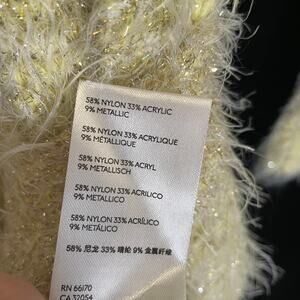 58% NYLON 33% ACRYLIC
9% METALLIC
58% NYLON 33% ACRYLIQUE
9% MÉTALLIQUE
58% NYLON 33% ACRYL
9% METALLISCH
58% NYLON 33% ACRILICO
9% METALLICO
58% NYLON 33% ACRÍLICO
9% METÁLICO
58% 尼龙 33% 腈纶 9% 金属纤维
RN 66170
CA 32054